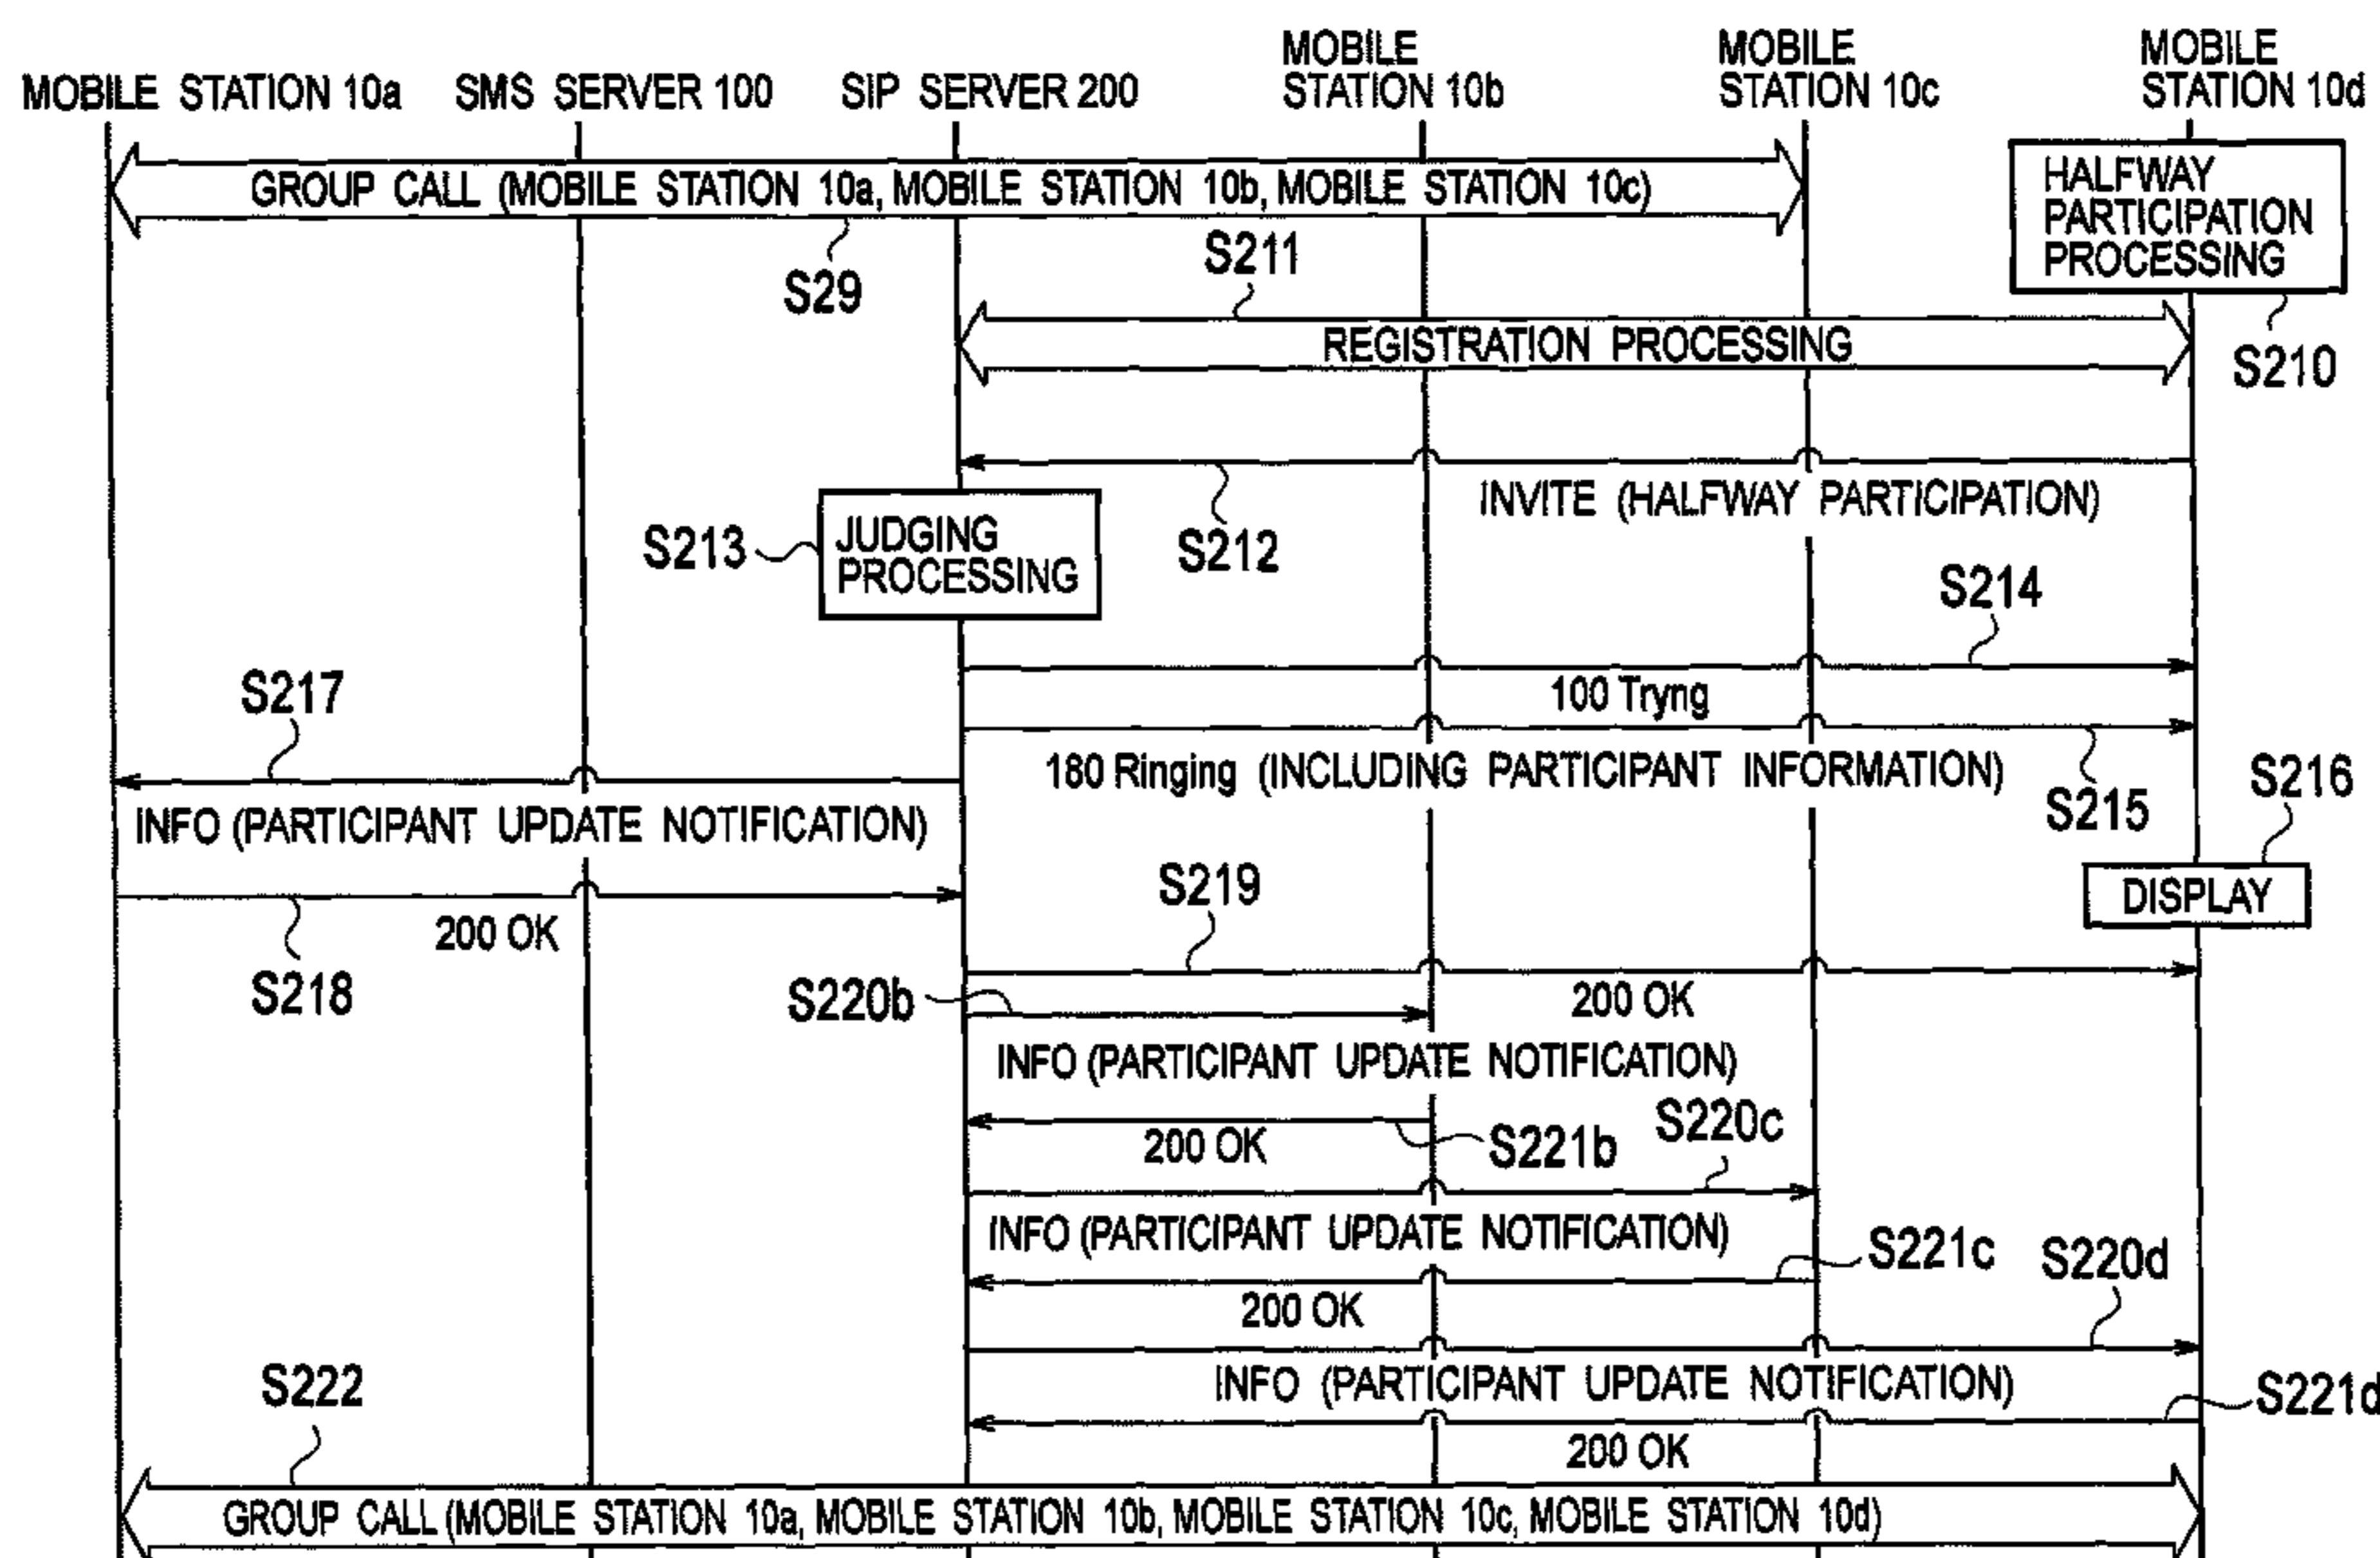 MOBILE STATION 10a
SMS SERVER 100
SIP SERVER 200
MOBILE
STATION 10b
MOBILE
STATION 10c
MOBILE
STATION 10d
GROUP CALL (MOBILE STATION 10a, MOBILE STATION 10b, MOBILE STATION 10c)
HALFWAY
PARTICIPATION
PROCESSING
S29
S211
REGISTRATION PROCESSING
S210
INVITE (HALFWAY PARTICIPATION)
S212
S213
JUDGING
PROCESSING
S214
100 Tryng
S217
180 Ringing (INCLUDING PARTICIPANT INFORMATION)
S215
S216
INFO (PARTICIPANT UPDATE NOTIFICATION)
DISPLAY
200 OK
S218
S219
200 OK
S220b
INFO (PARTICIPANT UPDATE NOTIFICATION)
200 OK
S221b
S220c
INFO (PARTICIPANT UPDATE NOTIFICATION)
S221c
200 OK
S220d
INFO (PARTICIPANT UPDATE NOTIFICATION)
S221d
200 OK
S222
GROUP CALL (MOBILE STATION 10a, MOBILE STATION 10b, MOBILE STATION 10c, MOBILE STATION 10d)